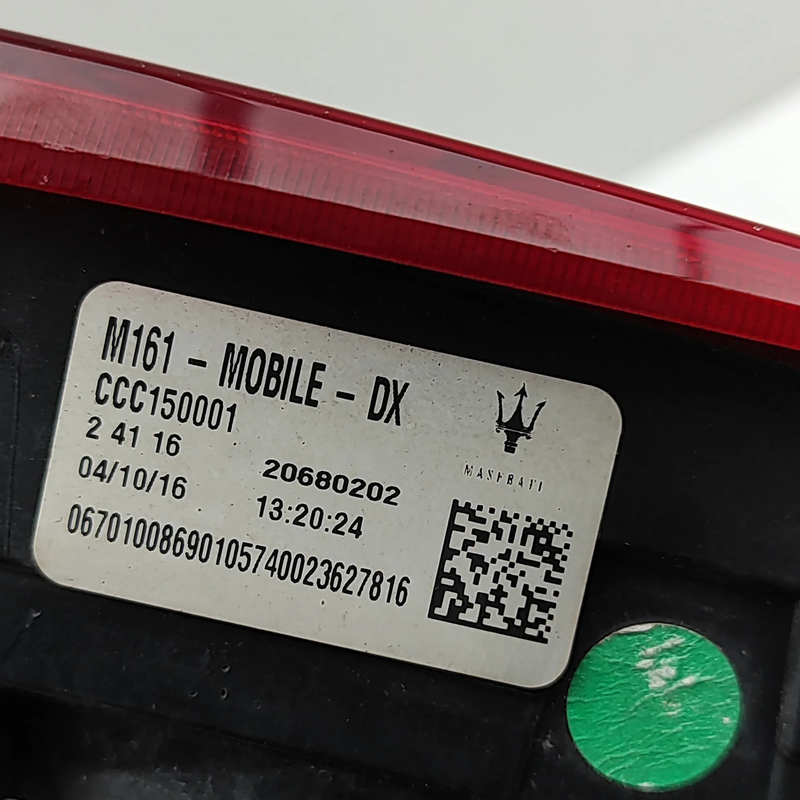 M161 - MOBILE - DX
CCC150001
2 41 16
20680202
04/10/16
13:20:24
06701008690105740023627816
MASERATI